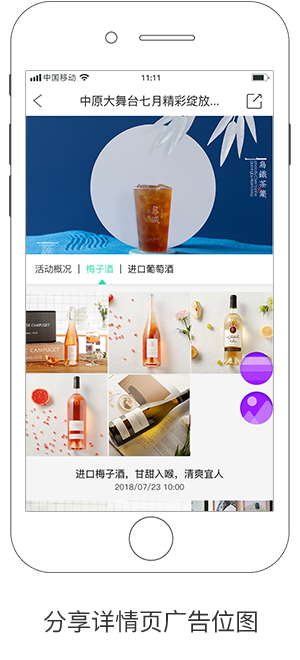 中国移动
11:11
中原大舞台七月精彩绽放...
烏鐵茶集
活动概况 | 梅子酒 | 进口葡萄酒
CAMPUGET
CAMPUGET
进口梅子酒，甘甜入喉，清爽宜人
2018/07/23 10:00
分享详情页广告位图